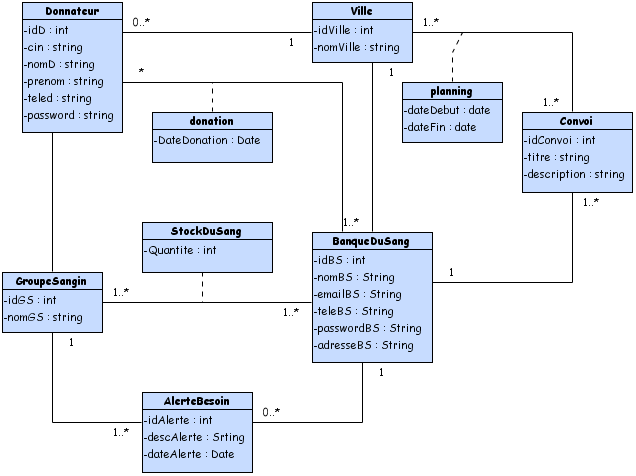 Donnateur
-idD : int
-cin : string
-nomD : string
-prenom : string
-teled : string
-password : string
0..*
1
Ville
-idVille : int
-nomVille : string
1..*
1
*
donation
-DateDonation : Date
planning
-dateDebut : date
-dateFin : date
1..*
Convoi
-idConvoi : int
-titre : string
-description : string
1..*
StockDuSang
-Quantite : int
1..*
BanqueDuSang
-idBS : int
-nomBS : String
-emailBS : String
-teleBS : String
-passwordBS : String
-adresseBS : String
1
GroupeSangin
-idGS : int
-nomGS : string
1..*
1..*
1
1
AlerteBesoin
-idAlerte : int
-descAlerte : Srting
-dateAlerte : Date
0..*
1..*